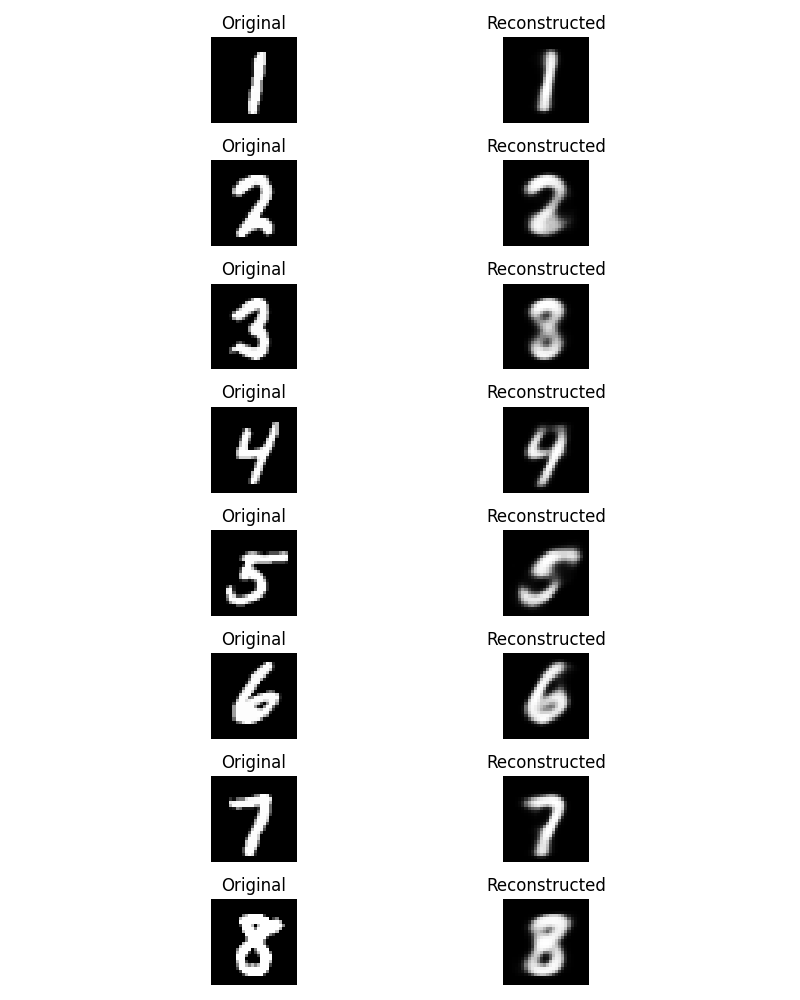 Original Reconstructed
1 1
Original Reconstructed
2 2
Original Reconstructed
3 8
Original Reconstructed
4 4
Original Reconstructed
5 5
Original Reconstructed
6 6
Original Reconstructed
7 7
Original Reconstructed
8 8